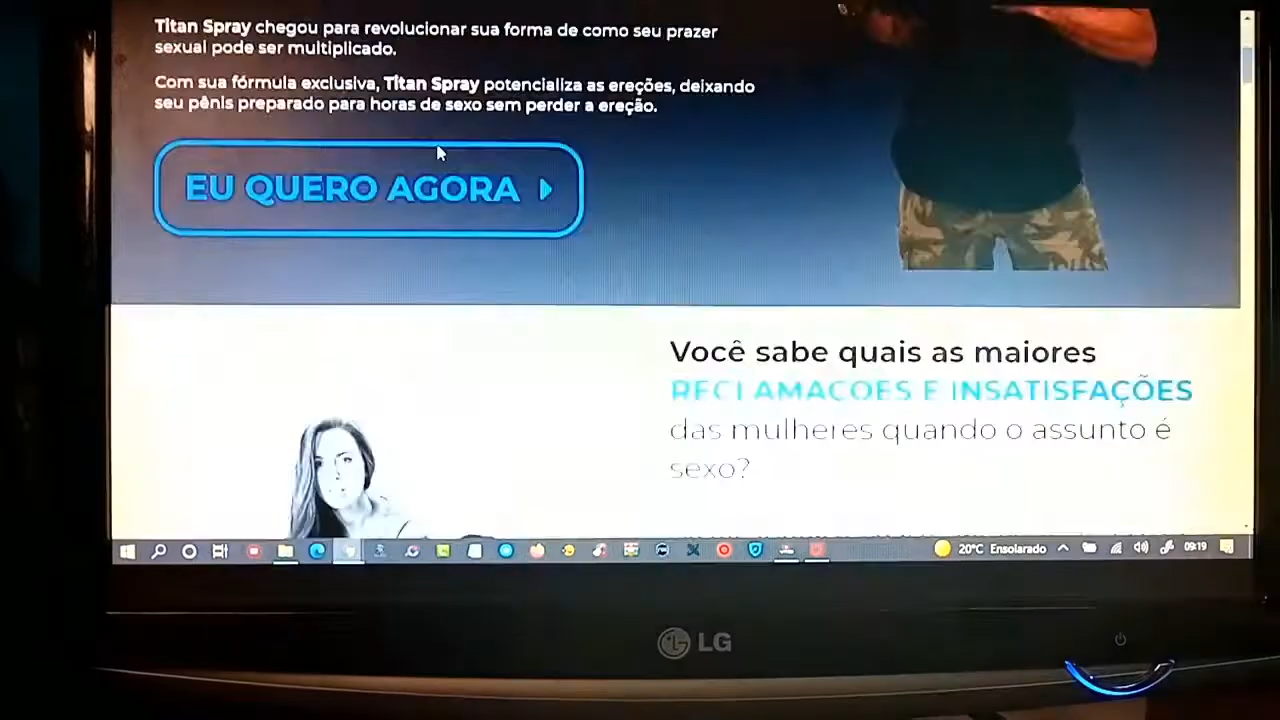 Titan Spray chegou para revolucionar sua forma de como seu prazer
sexual pode ser multiplicado.
Com sua fórmula exclusiva, Titan Spray potencializa as ereções, deixando
seu pênis preparado para horas de sexo sem perder a ereção.
EU QUERO AGORA
Você sabe quais as maiores
RECLAMAÇOES E INSATISFAÇÕES
das mulheres quando o assunto é
sexo?
20°C Ensolarado
09:19
LG